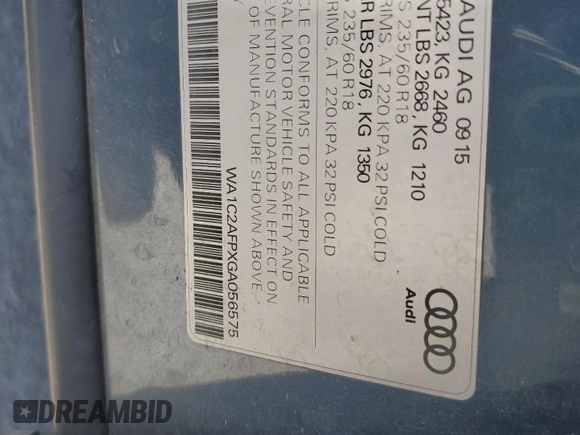 AUDI AG 09 15
5423, KG 2460
NT LBS 2668, KG 1210
S 235/60 R18
RIMS, AT 220 KPA 32 PSI COLD
R LBS 2976, KG 1350
235/60 R18
RIMS, AT 220 KPA 32 PSI COLD
CLE CONFORMS TO ALL APPLICABLE
RAL MOTOR VEHICLE SAFETY AND
EVENTION STANDARDS IN EFFECT ON
OF MANUFACTURE SHOWN ABOVE.
WA1C2AFPXGA056575
Audi
DREAMBID